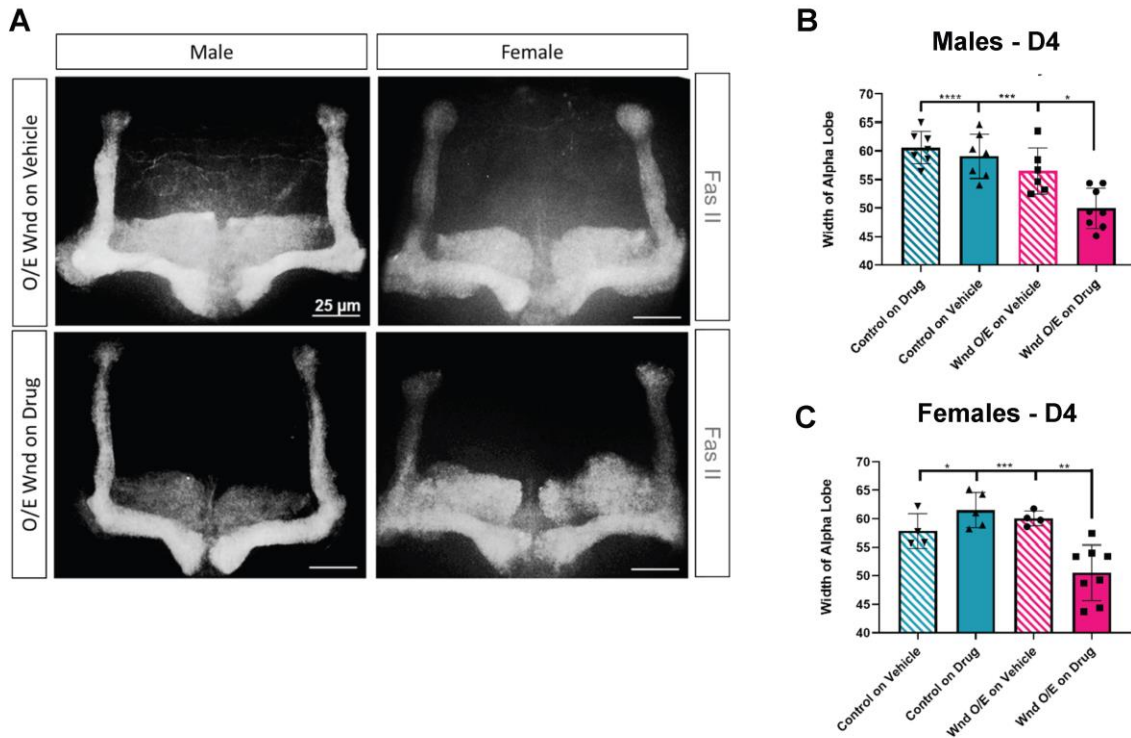 A
Male
Female
O/E Wnd on Vehicle
Fas II
25 µm
O/E Wnd on Drug
Fas II
B
Males - D4
**** *** *
Width of Alpha Lobe
70
65
60
55
50
45
40
Control on Drug
Control on Vehicle
Wnd O/E on Vehicle
Wnd O/E on Drug
C
Females - D4
* *** **
Width of Alpha Lobe
70
65
60
55
50
45
40
Control on Vehicle
Control on Drug
Wnd O/E on Vehicle
Wnd O/E on Drug